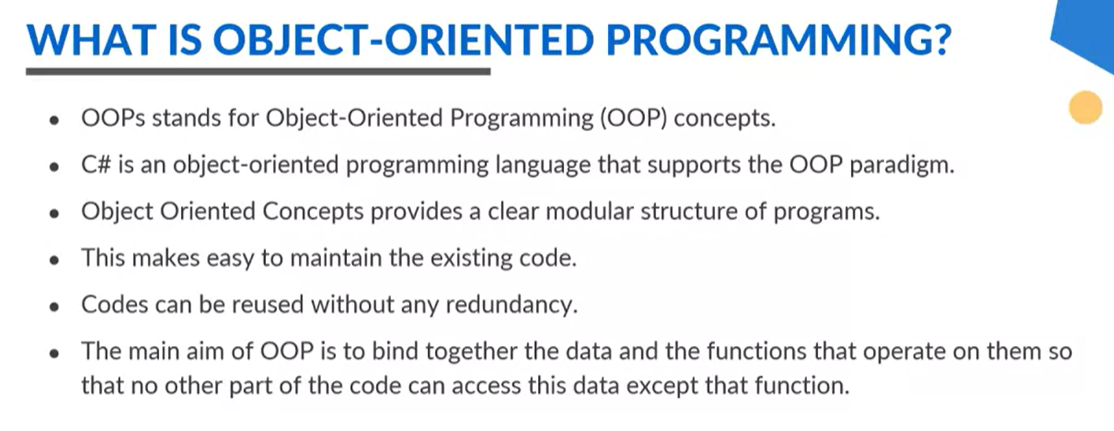 WHAT IS OBJECT-ORIENTED PROGRAMMING?
• OOPs stands for Object-Oriented Programming (OOP) concepts.
• C# is an object-oriented programming language that supports the OOP paradigm.
• Object Oriented Concepts provides a clear modular structure of programs.
• This makes easy to maintain the existing code.
• Codes can be reused without any redundancy.
• The main aim of OOP is to bind together the data and the functions that operate on them so
that no other part of the code can access this data except that function.